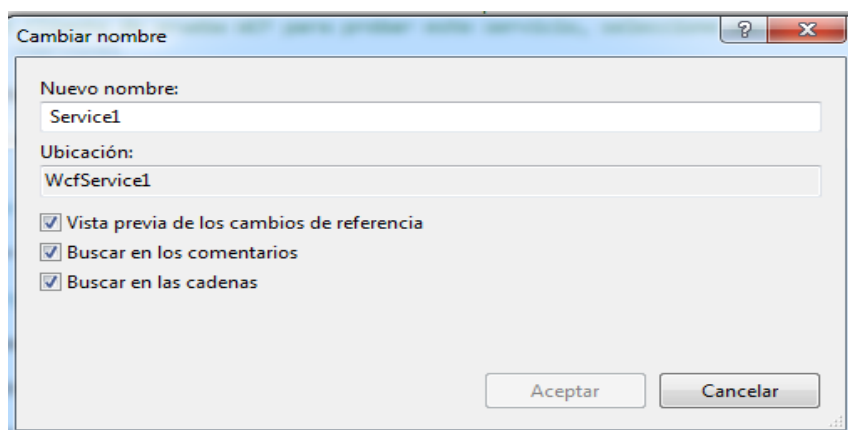 Cambiar nombre
Nuevo nombre:
Service1
Ubicación:
WcfService1
Vista previa de los cambios de referencia
Buscar en los comentarios
Buscar en las cadenas
Aceptar
Cancelar